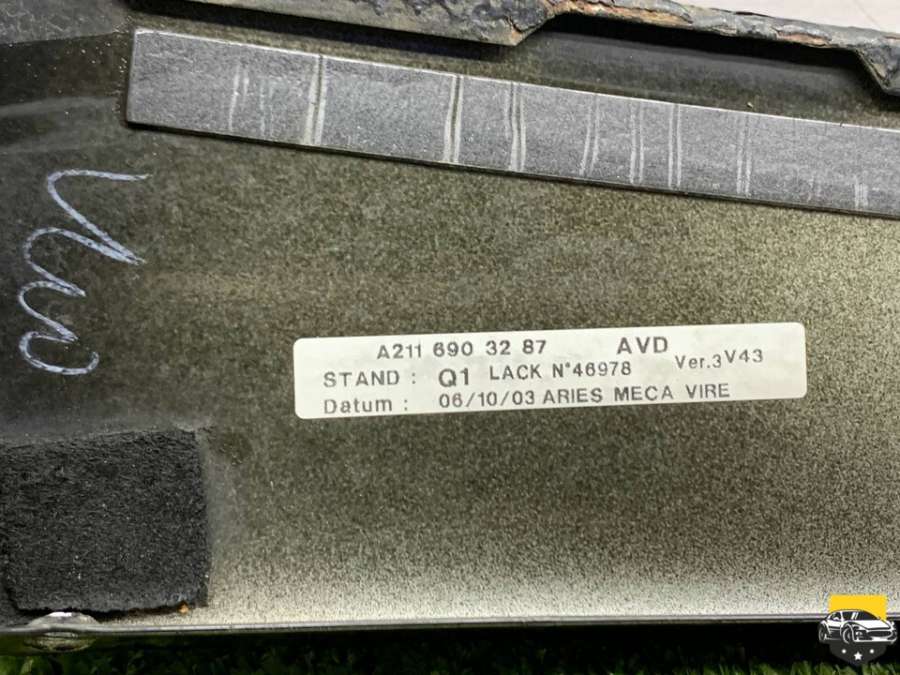 A211 690 32 87 AVD
STAND : Q1 LACK N°46978 Ver.3V43
Datum : 06/10/03 ARIES MECA VIRE